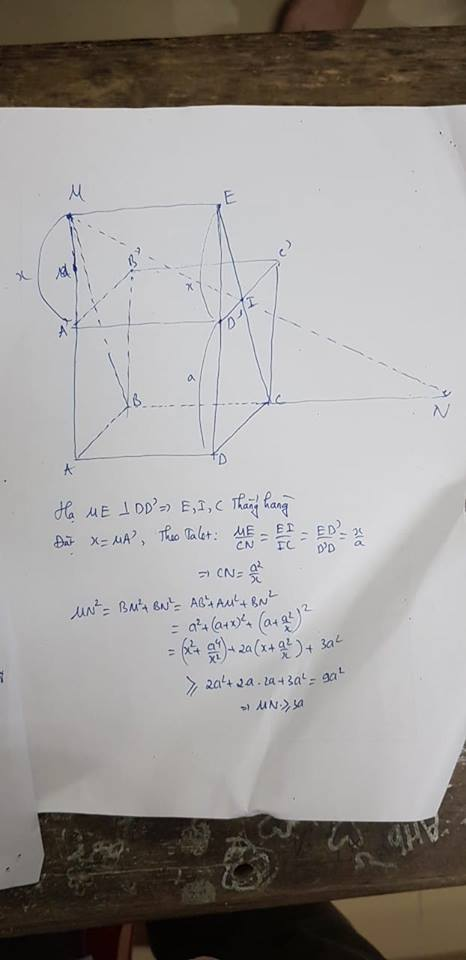 M
E
B'
C'
x
M
x
I
A'
D'
a
B
C
N
A
D
Hạ ME ⊥ DD' => E, I, C thẳng hàng
Đặt x = MA', Theo Talet: ME/CN = EI/IC = ED'/D'D = x/a
=> CN = a²/x
MN² = BM² + BN² = AB² + AM² + BN²
= a² + (a+x)² + (a + a²/x)²
= (x² + a⁴/x²) + 2a(x + a²/x) + 3a²
≥ 2a² + 2a . 2a + 3a² = 9a²
=> MN ≥ 3a